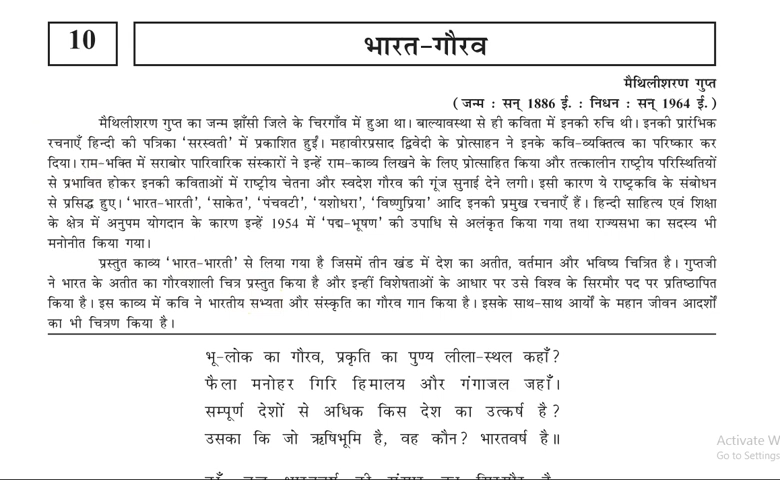 10
भारत-गौरव
मैथिलीशरण गुप्त
( जन्म : सन् 1886 ई. : निधन : सन् 1964 ई. )
मैथिलीशरण गुप्त का जन्म झाँसी जिले के चिरगाँव में हुआ था। बाल्यावस्था से ही कविता में इनकी रुचि थी। इनकी प्रारंभिक
रचनाएँ हिन्दी की पत्रिका ‘सरस्वती’ में प्रकाशित हुईं। महावीरप्रसाद द्विवेदी के प्रोत्साहन ने इनके कवि-व्यक्तित्व का परिष्कार कर
दिया। राम-भक्ति में सराबोर पारिवारिक संस्कारों ने इन्हें राम-काव्य लिखने के लिए प्रोत्साहित किया और तत्कालीन राष्ट्रीय परिस्थितियों
से प्रभावित होकर इनकी कविताओं में राष्ट्रीय चेतना और स्वदेश गौरव की गूंज सुनाई देने लगी। इसी कारण ये राष्ट्रकवि के संबोधन
से प्रसिद्ध हुए। ‘भारत-भारती’, ‘साकेत’, ‘पंचवटी’, ‘यशोधरा’, ‘विष्णुप्रिया’ आदि इनकी प्रमुख रचनाएँ हैं। हिन्दी साहित्य एवं शिक्षा
के क्षेत्र में अनुपम योगदान के कारण इन्हें 1954 में ‘पद्म-भूषण’ की उपाधि से अलंकृत किया गया तथा राज्यसभा का सदस्य भी
मनोनीत किया गया।
प्रस्तुत काव्य ‘भारत-भारती’ से लिया गया है जिसमें तीन खंड में देश का अतीत, वर्तमान और भविष्य चित्रित है। गुप्तजी
ने भारत के अतीत का गौरवशाली चित्र प्रस्तुत किया है और इन्हीं विशेषताओं के आधार पर उसे विश्व के सिरमौर पद पर प्रतिष्ठापित
किया है। इस काव्य में कवि ने भारतीय सभ्यता और संस्कृति का गौरव गान किया है। इसके साथ-साथ आर्यों के महान जीवन आदर्शों
का भी चित्रण किया है।
भू-लोक का गौरव, प्रकृति का पुण्य लीला-स्थल कहाँ?
फैला मनोहर गिरि हिमालय और गंगाजल जहाँ।
सम्पूर्ण देशों से अधिक किस देश का उत्कर्ष है?
उसका कि जो ऋषिभूमि है, वह कौन? भारतवर्ष है॥
Activate W
Go to Settings